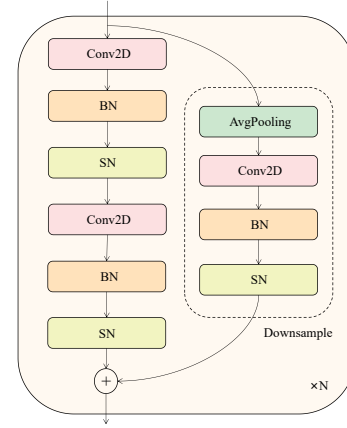 Conv2D
BN
SN
Conv2D
BN
SN
+
AvgPooling
Conv2D
BN
SN
Downsample
×N